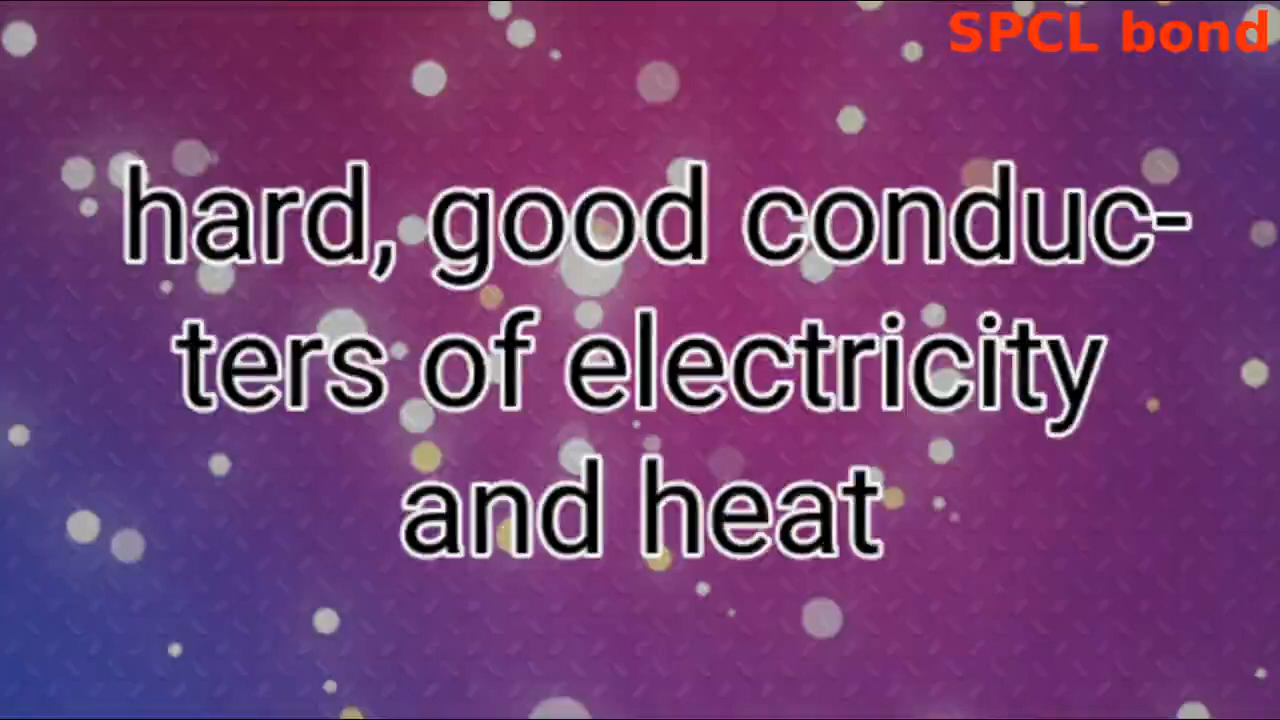 SPCL bond
hard, good conduc-
ters of electricity
and heat